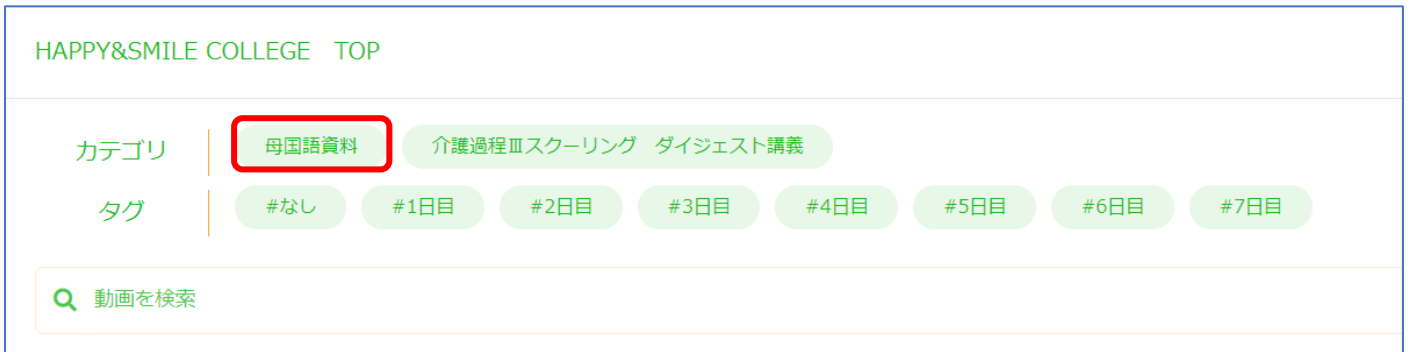 HAPPY&SMILE COLLEGE　TOP
カテゴリ 母国語資料 介護過程Ⅲスクーリング　ダイジェスト講義
タグ #なし #1日目 #2日目 #3日目 #4日目 #5日目 #6日目 #7日目
動画を検索